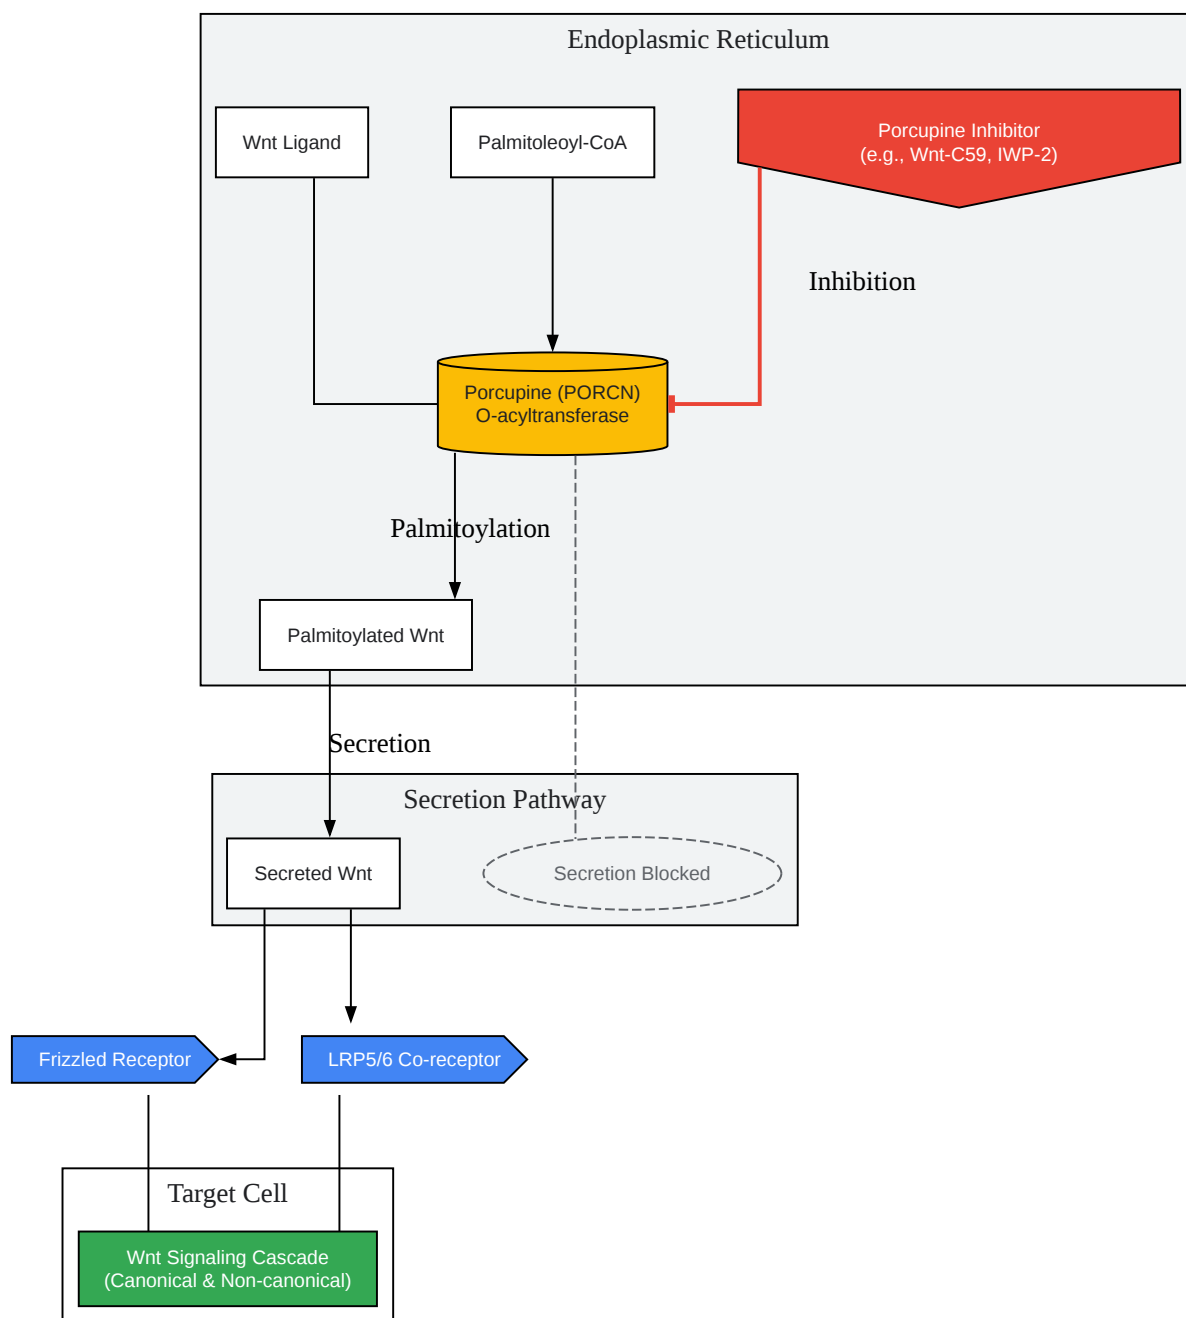 Endoplasmic Reticulum
Wnt Ligand
Palmitoleoyl-CoA
Porcupine Inhibitor
(e.g., Wnt-C59, IWP-2)
Inhibition
Porcupine (PORCN)
O-acyltransferase
Palmitoylation
Palmitoylated Wnt
Secretion
Secretion Pathway
Secreted Wnt
Secretion Blocked
Frizzled Receptor
LRP5/6 Co-receptor
Target Cell
Wnt Signaling Cascade
(Canonical & Non-canonical)